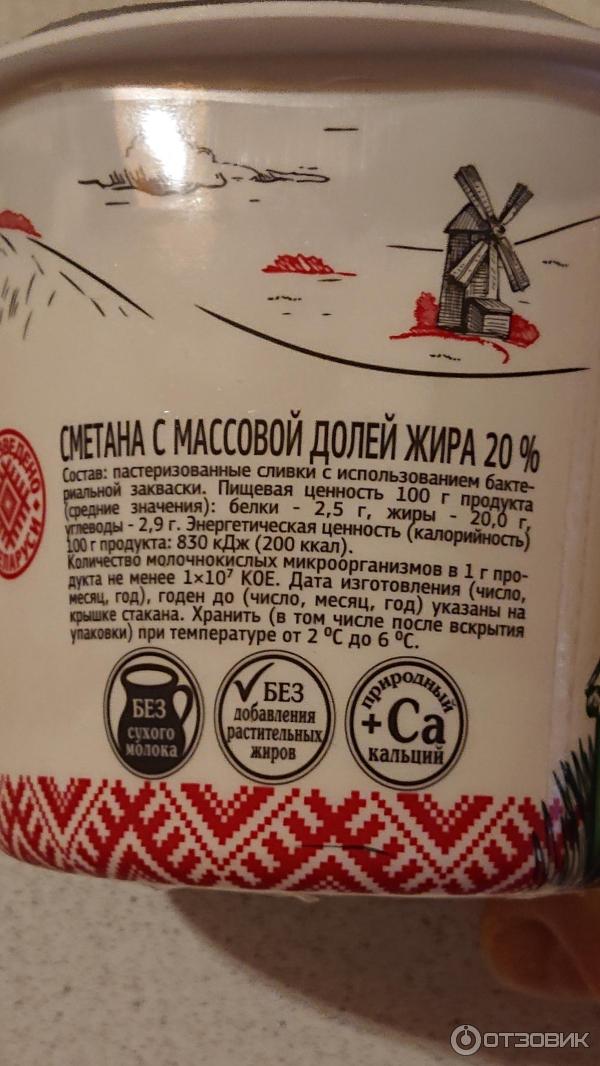 СМЕТАНА С МАССОВОЙ ДОЛЕЙ ЖИРА 20 %
Состав: пастеризованные сливки с использованием бакте-
риальной закваски. Пищевая ценность 100 г продукта
(средние значения): белки - 2,5 г, жиры - 20,0 г,
углеводы - 2,9 г. Энергетическая ценность (калорийность)
100 г продукта: 830 кДж (200 ккал).
Количество молочнокислых микроорганизмов в 1 г про-
дукта не менее 1×10⁷ КОЕ. Дата изготовления (число,
месяц, год), годен до (число, месяц, год) указаны на
крышке стакана. Хранить (в том числе после вскрытия
упаковки) при температуре от 2 ⁰С до 6 ⁰С.
БЕЗ
сухого
молока
БЕЗ
добавления
растительных
жиров
природный
+Ca
кальций
ОТЗОВИК